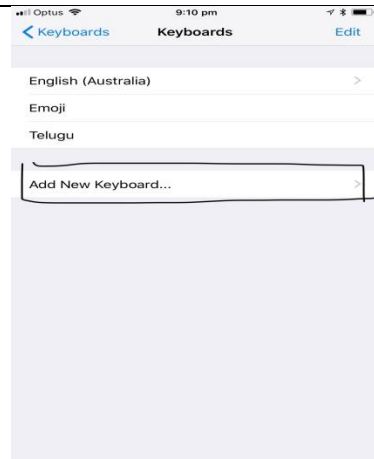 Optus 9:10 pm
Keyboards Keyboards Edit
English (Australia)
Emoji
Telugu
Add New Keyboard...